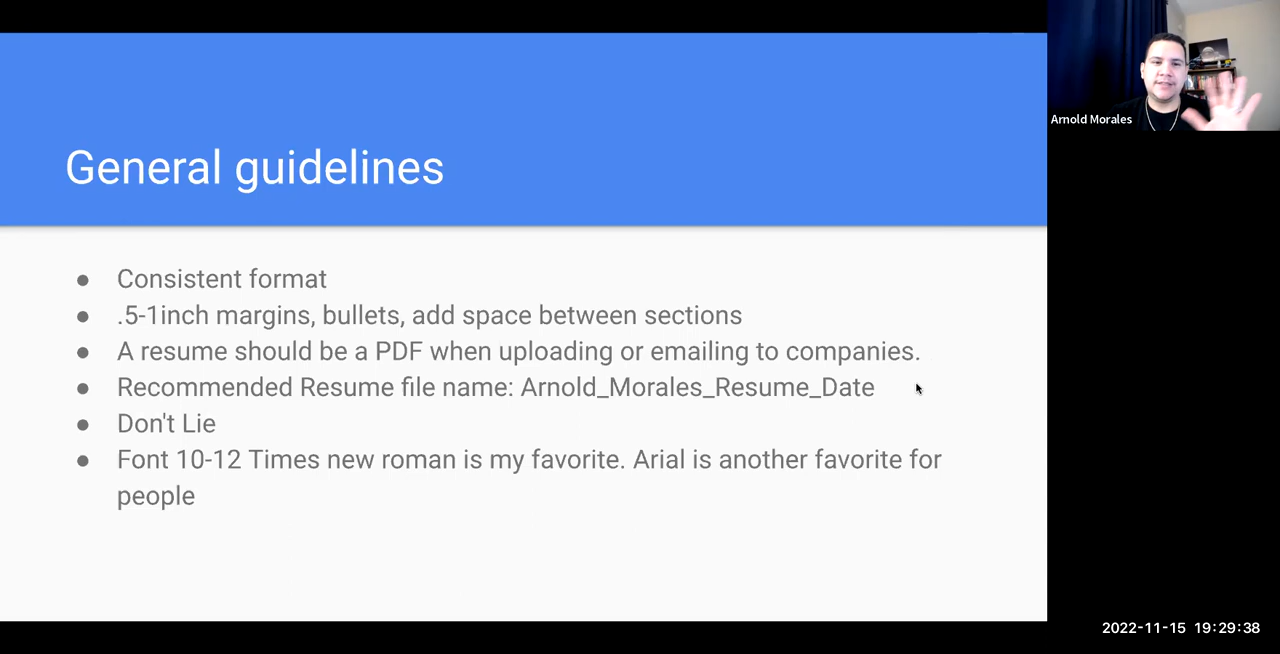 General guidelines
● Consistent format
● .5-1inch margins, bullets, add space between sections
● A resume should be a PDF when uploading or emailing to companies.
● Recommended Resume file name: Arnold_Morales_Resume_Date
● Don't Lie
● Font 10-12 Times new roman is my favorite. Arial is another favorite for
people
Arnold Morales
2022-11-15 19:29:38